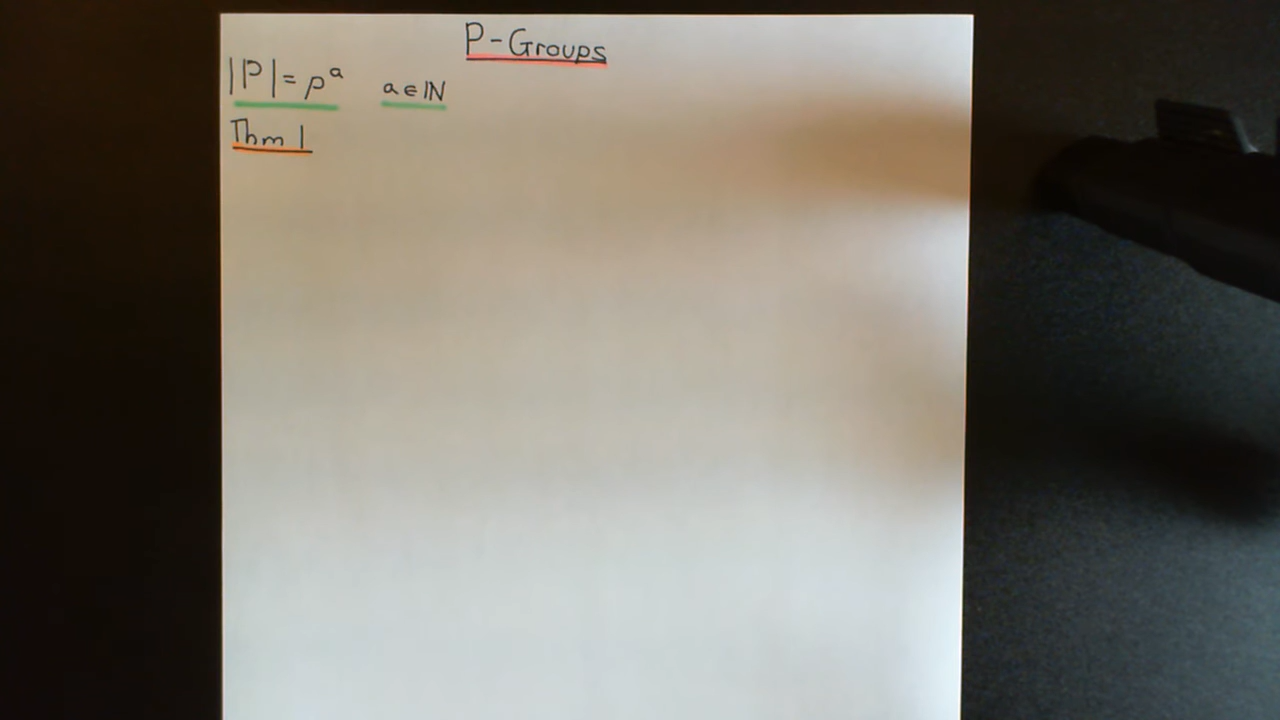 P-Groups
|P| = p^a a ∈ ℕ
Thm 1